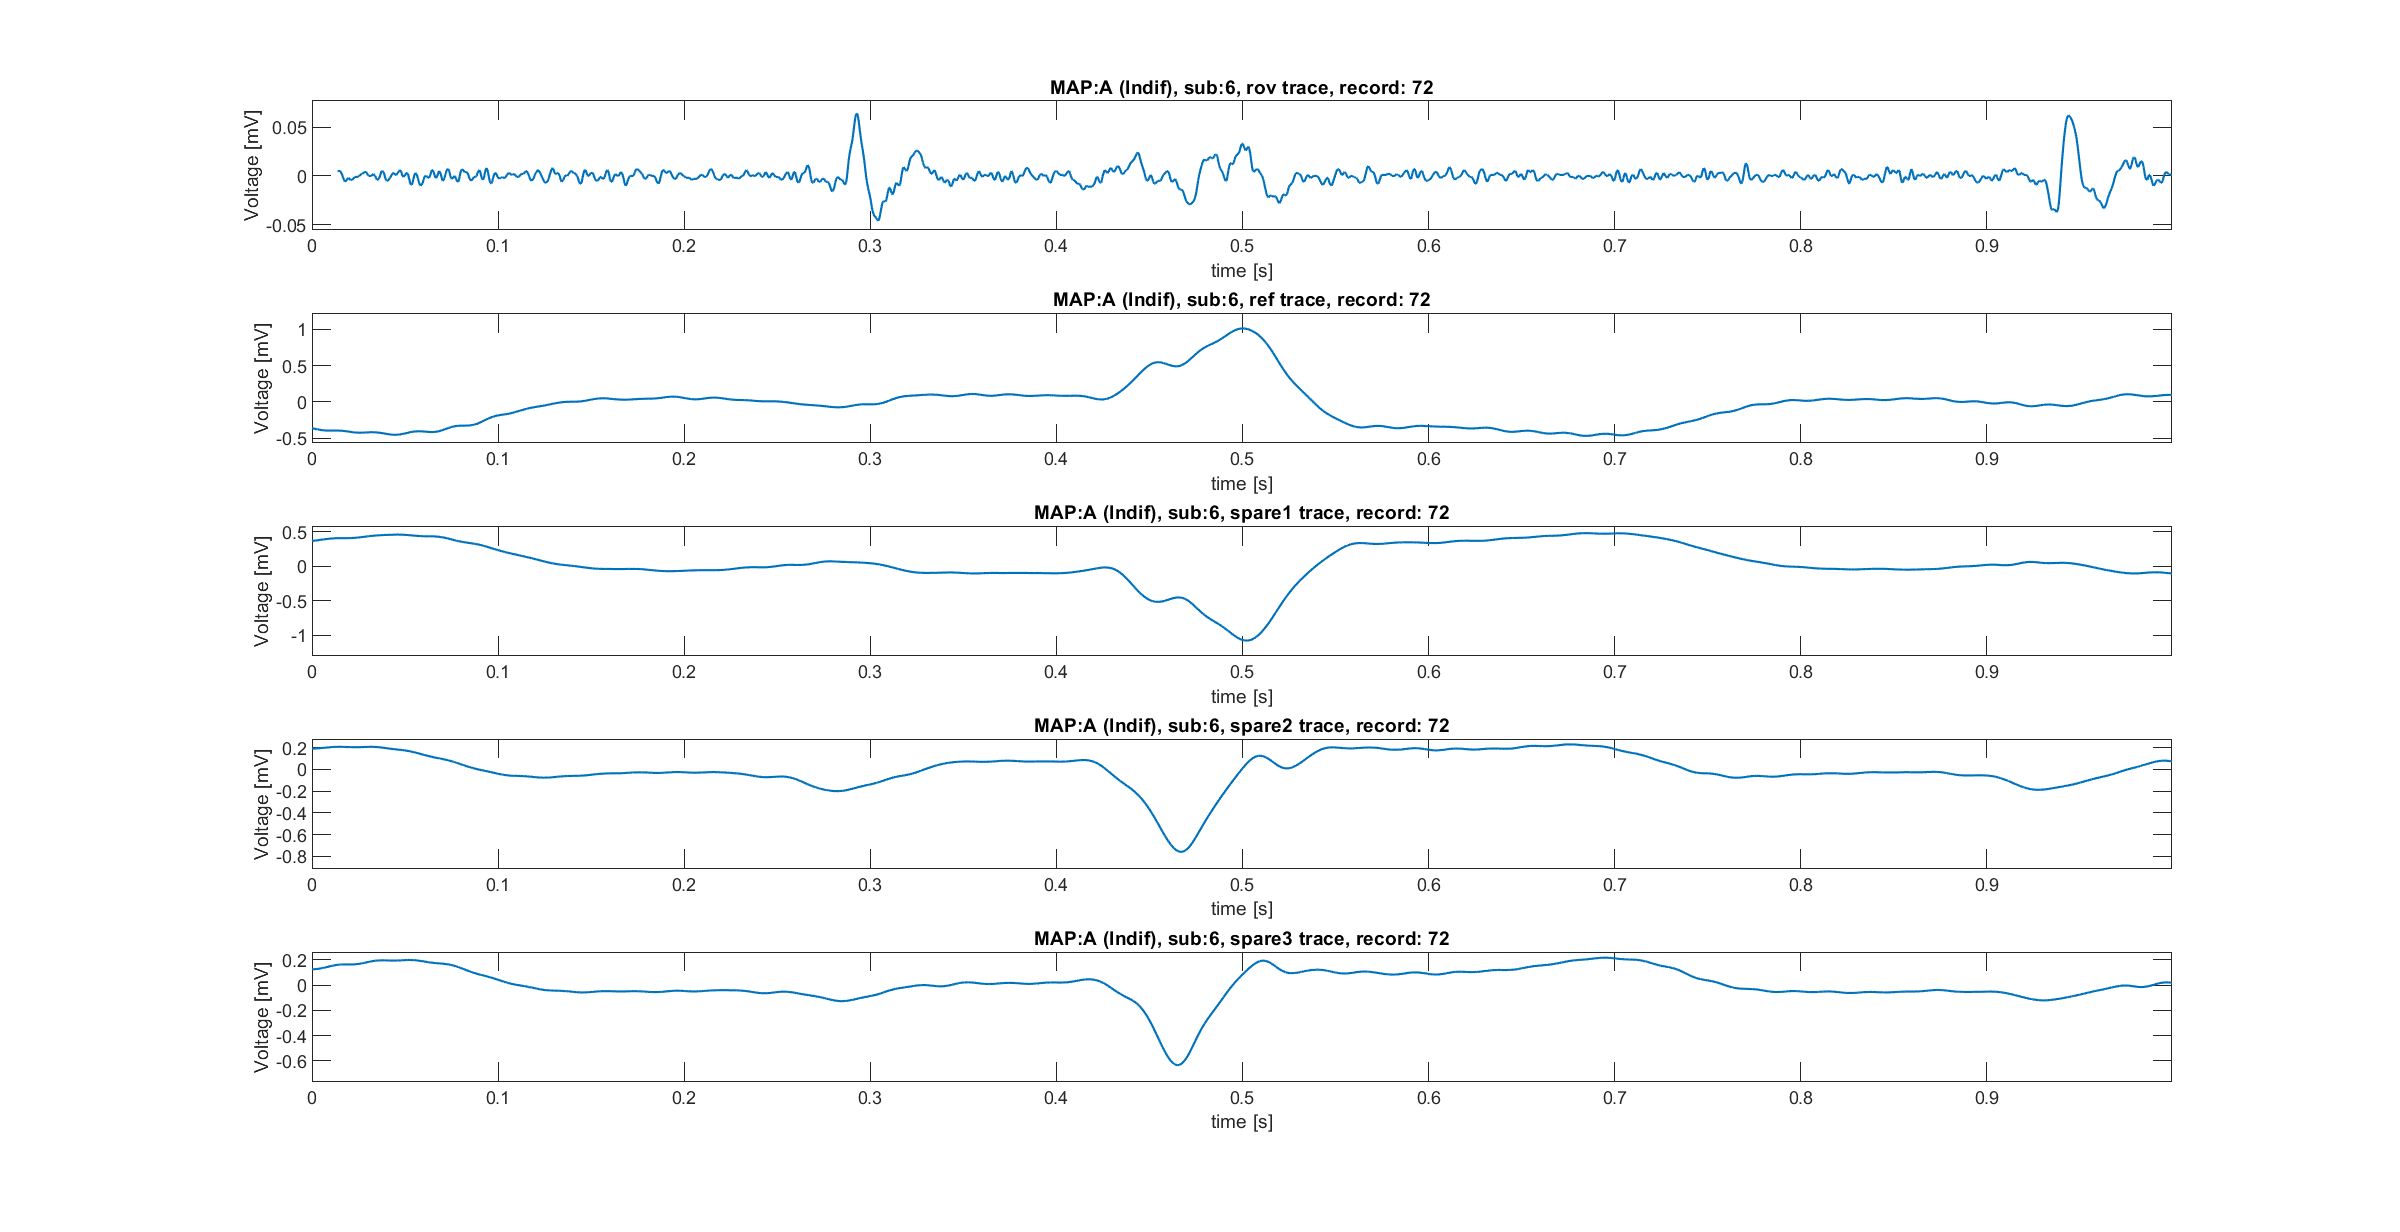 MAP:A (Indif), sub:6, rov trace, record: 72
Voltage [mV]
0.05
0
-0.05
0 0.1 0.2 0.3 0.4 0.5 0.6 0.7 0.8 0.9
time [s]
MAP:A (Indif), sub:6, ref trace, record: 72
Voltage [mV]
1
0.5
0
-0.5
0 0.1 0.2 0.3 0.4 0.5 0.6 0.7 0.8 0.9
time [s]
MAP:A (Indif), sub:6, spare1 trace, record: 72
Voltage [mV]
0.5
0
-0.5
-1
0 0.1 0.2 0.3 0.4 0.5 0.6 0.7 0.8 0.9
time [s]
MAP:A (Indif), sub:6, spare2 trace, record: 72
Voltage [mV]
0.2
0
-0.2
-0.4
-0.6
-0.8
0 0.1 0.2 0.3 0.4 0.5 0.6 0.7 0.8 0.9
time [s]
MAP:A (Indif), sub:6, spare3 trace, record: 72
Voltage [mV]
0.2
0
-0.2
-0.4
-0.6
0 0.1 0.2 0.3 0.4 0.5 0.6 0.7 0.8 0.9
time [s]